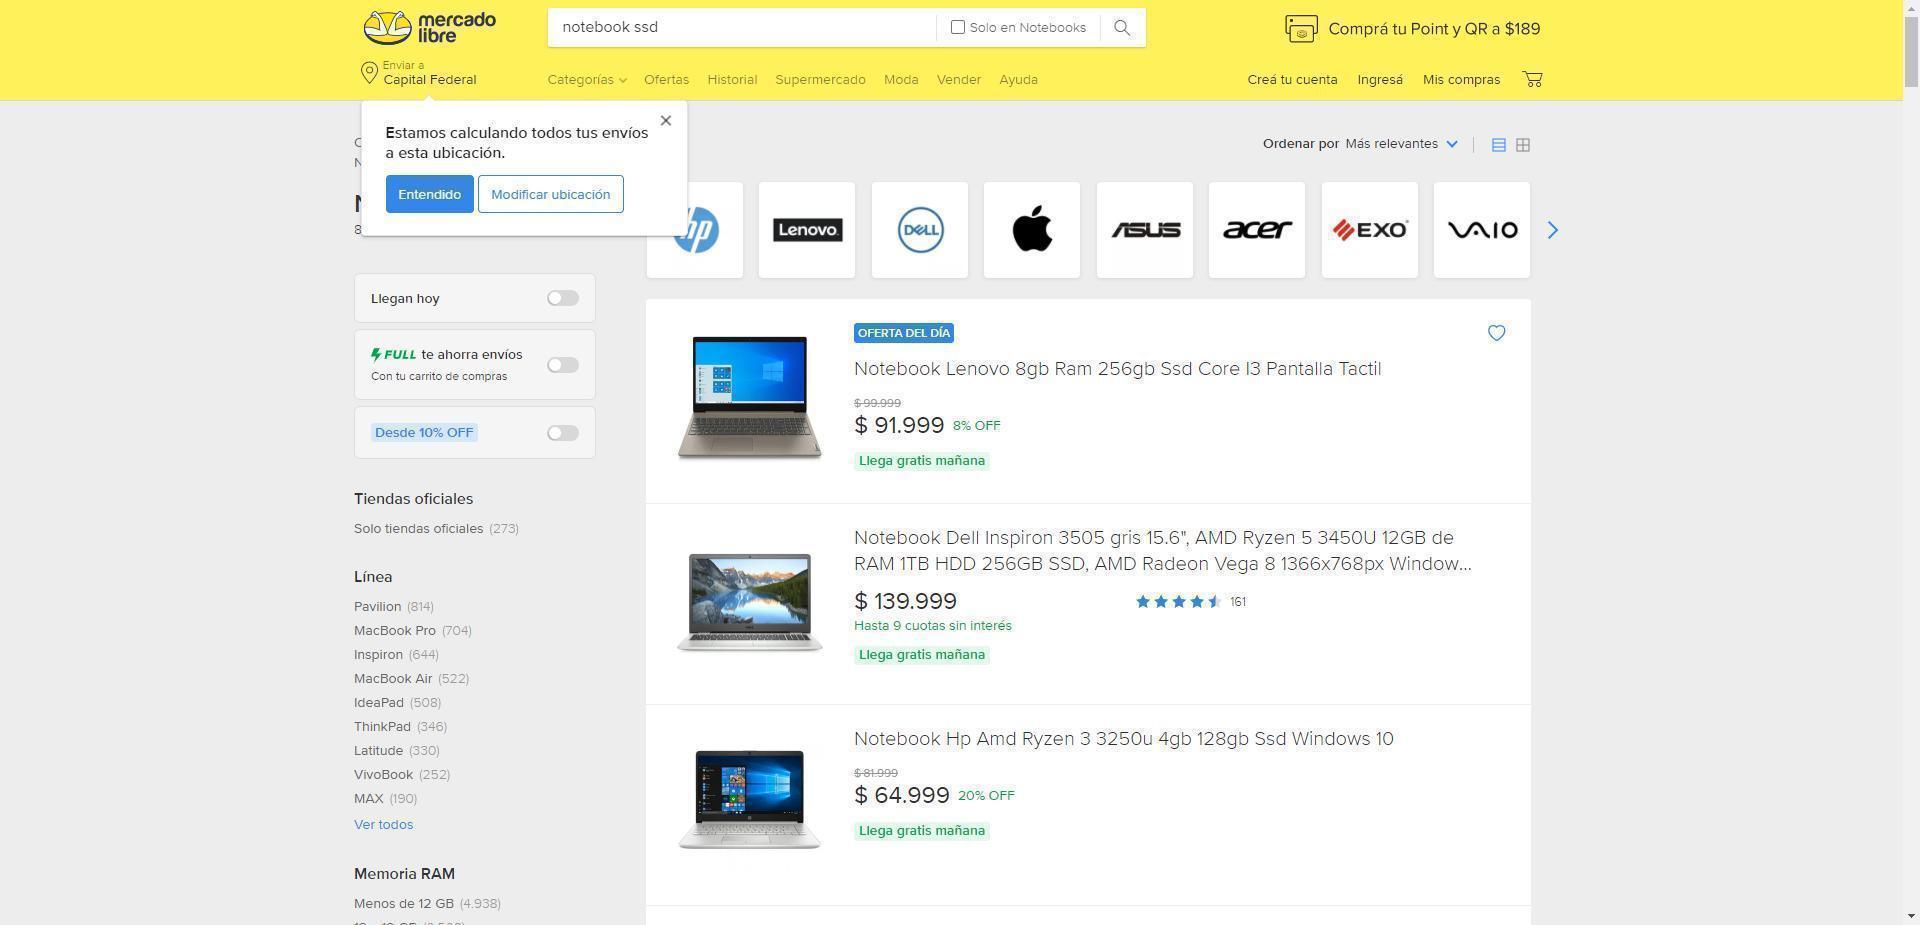 mercado
libre
notebook ssd
Solo en Notebooks
Comprá tu Point y QR a $189
Enviar a
Capital Federal
Categorías
Ofertas
Historial
Supermercado
Moda
Vender
Ayuda
Creá tu cuenta
Ingresá
Mis compras
Estamos calculando todos tus envíos
a esta ubicación.
Entendido
Modificar ubicación
Ordenar por Más relevantes
hp
Lenovo
DELL
ASUS
acer
EXO
VAIO
Llegan hoy
FULL te ahorra envíos
Con tu carrito de compras
Desde 10% OFF
Tiendas oficiales
Solo tiendas oficiales (273)
Línea
Pavilion (814)
MacBook Pro (704)
Inspiron (644)
MacBook Air (522)
IdeaPad (508)
ThinkPad (346)
Latitude (330)
VivoBook (252)
MAX (190)
Ver todos
Memoria RAM
Menos de 12 GB (4.938)
OFERTA DEL DÍA
Notebook Lenovo 8gb Ram 256gb Ssd Core I3 Pantalla Tactil
$ 99.999
$ 91.999 8% OFF
Llega gratis mañana
Notebook Dell Inspiron 3505 gris 15.6", AMD Ryzen 5 3450U 12GB de
RAM 1TB HDD 256GB SSD, AMD Radeon Vega 8 1366x768px Window...
$ 139.999
161
Hasta 9 cuotas sin interés
Llega gratis mañana
Notebook Hp Amd Ryzen 3 3250u 4gb 128gb Ssd Windows 10
$ 81.999
$ 64.999 20% OFF
Llega gratis mañana